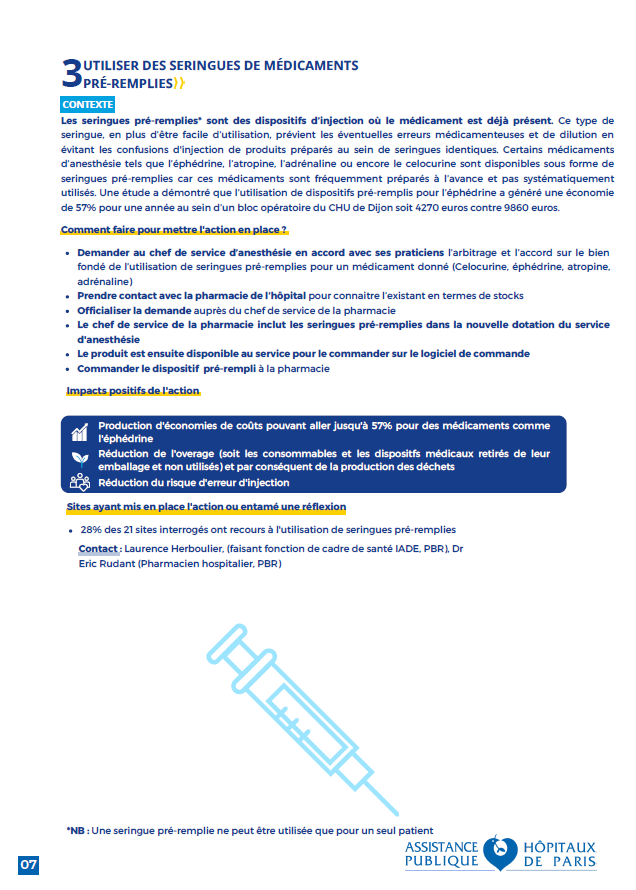 3 UTILISER DES SERINGUES DE MÉDICAMENTS
PRÉ-REMPLIES
CONTEXTE
Les seringues pré-remplies* sont des dispositifs d'injection où le médicament est déjà présent. Ce type de
seringue, en plus d'être facile d'utilisation, prévient les éventuelles erreurs médicamenteuses et de dilution en
évitant les confusions d'injection de produits préparés au sein de seringues identiques. Certains médicaments
d'anesthésie tels que l'éphédrine, l'atropine, l'adrénaline ou encore le celocurine sont disponibles sous forme de
seringues pré-remplies car ces médicaments sont fréquemment préparés à l'avance et pas systématiquement
utilisés. Une étude a démontré que l'utilisation de dispositifs pré-remplis pour l'éphédrine a généré une économie
de 57% pour une année au sein d'un bloc opératoire du CHU de Dijon soit 4270 euros contre 9860 euros.
Comment faire pour mettre l'action en place ?
• Demander au chef de service d'anesthésie en accord avec ses praticiens l'arbitrage et l'accord sur le bien
fondé de l'utilisation de seringues pré-remplies pour un médicament donné (Celocurine, éphédrine, atropine,
adrénaline)
• Prendre contact avec la pharmacie de l'hôpital pour connaitre l'existant en termes de stocks
• Officialiser la demande auprès du chef de service de la pharmacie
• Le chef de service de la pharmacie inclut les seringues pré-remplies dans la nouvelle dotation du service
d'anesthésie
• Le produit est ensuite disponible au service pour le commander sur le logiciel de commande
• Commander le dispositif pré-rempli à la pharmacie
Impacts positifs de l'action
Production d'économies de coûts pouvant aller jusqu'à 57% pour des médicaments comme
l'éphédrine
Réduction de l'overage (soit les consommables et les dispositfs médicaux retirés de leur
emballage et non utilisés) et par conséquent de la production des déchets
Réduction du risque d'erreur d'injection
Sites ayant mis en place l'action ou entamé une réflexion
• 28% des 21 sites interrogés ont recours à l'utilisation de seringues pré-remplies
Contact : Laurence Herboulier, (faisant fonction de cadre de santé IADE, PBR), Dr
Eric Rudant (Pharmacien hospitalier, PBR)
*NB : Une seringue pré-remplie ne peut être utilisée que pour un seul patient
07
ASSISTANCE HÔPITAUX
PUBLIQUE DE PARIS